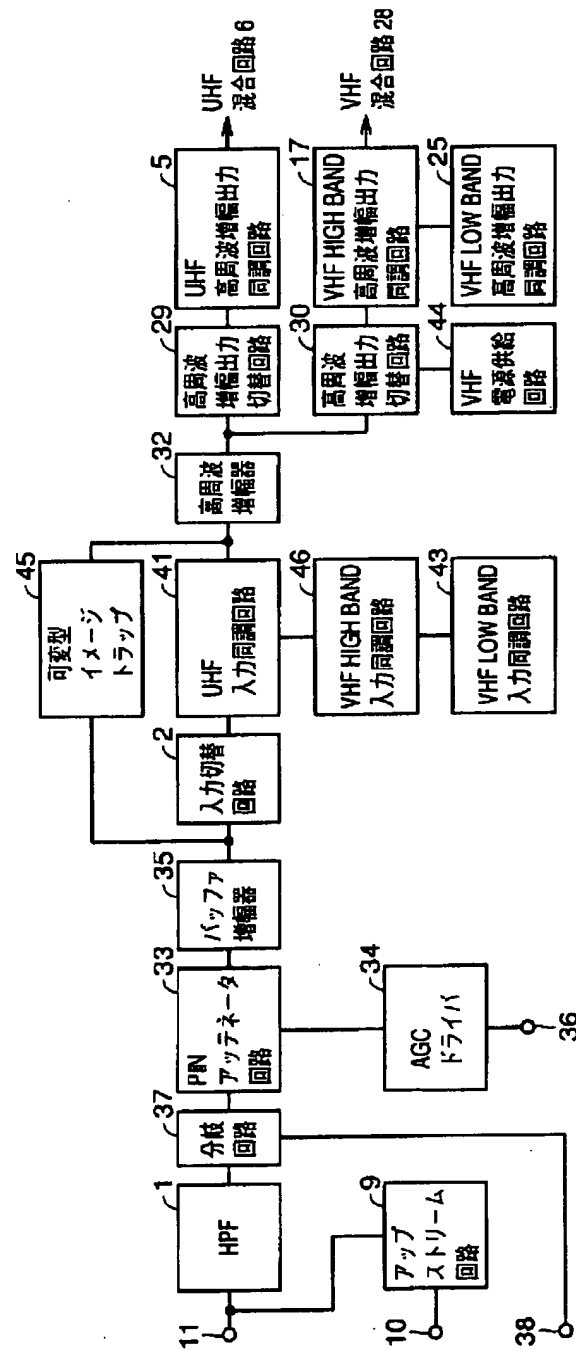 11
HPF
1
10
アップ
ストリーム
回路
9
38
分岐
回路
37
PIN
アッテネータ
回路
33
AGC
ドライバ
34
36
バッファ
増幅器
35
入力切替
回路
2
可変型
イメージ
トラップ
45
UHF
入力同調回路
41
VHF HIGH BAND
入力同調回路
46
VHF LOW BAND
入力同調回路
43
高周波
増幅器
32
高周波
増幅出力
切替回路
29
UHF
高周波増幅出力
同調回路
5
UHF
混合回路 6
高周波
増幅出力
切替回路
30
VHF HIGH BAND
高周波増幅出力
同調回路
17
VHF
混合回路 28
VHF
電源供給
回路
44
VHF LOW BAND
高周波増幅出力
同調回路
25